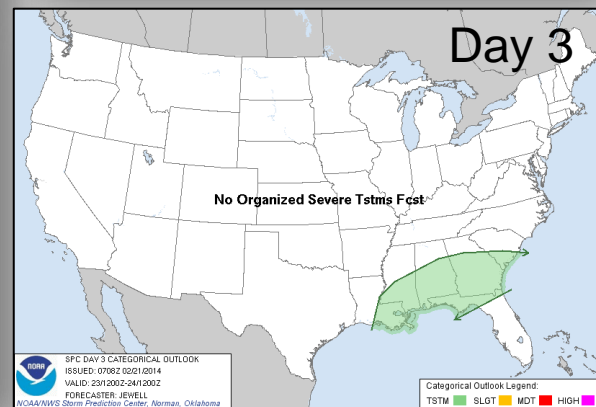 Day 3
No Organized Severe Tstms Fcst
NOAA
SPC DAY 3 CATEGORICAL OUTLOOK
ISSUED: 0708Z 02/21/2014
VALID: 23/1200Z-24/1200Z
FORECASTER: JEWELL
NOAA/NWS Storm Prediction Center, Norman, Oklahoma
Categorical Outlook Legend:
TSTM SLGT MDT HIGH